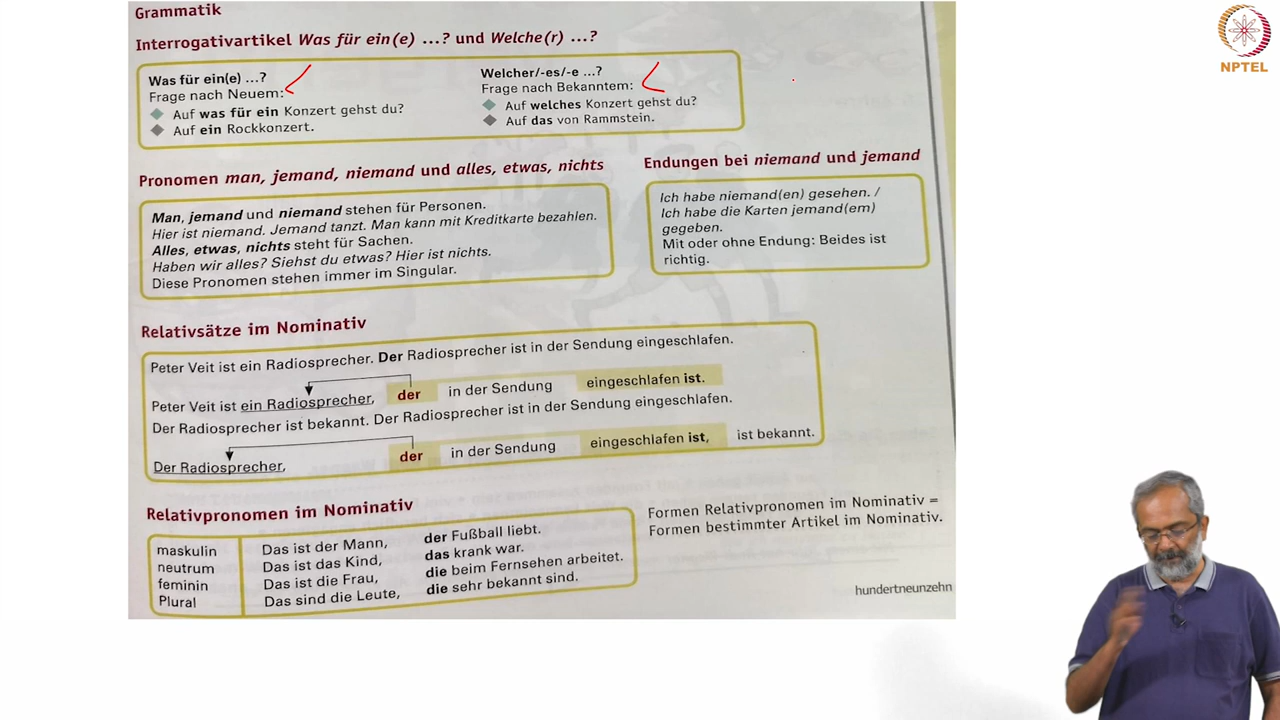 Grammatik
Interrogativartikel Was für ein(e) ...? und Welche(r) ...?
Was für ein(e) ...?
Frage nach Neuem:
Auf was für ein Konzert gehst du?
Auf ein Rockkonzert.
Welcher/-es/-e ...?
Frage nach Bekanntem:
Auf welches Konzert gehst du?
Auf das von Rammstein.
Pronomen man, jemand, niemand und alles, etwas, nichts
Man, jemand und niemand stehen für Personen.
Hier ist niemand. Jemand tanzt. Man kann mit Kreditkarte bezahlen.
Alles, etwas, nichts steht für Sachen.
Haben wir alles? Siehst du etwas? Hier ist nichts.
Diese Pronomen stehen immer im Singular.
Endungen bei niemand und jemand
Ich habe niemand(en) gesehen. /
Ich habe die Karten jemand(em)
gegeben.
Mit oder ohne Endung: Beides ist
richtig.
Relativsätze im Nominativ
Peter Veit ist ein Radiosprecher. Der Radiosprecher ist in der Sendung eingeschlafen.
Peter Veit ist ein Radiosprecher, der in der Sendung eingeschlafen ist.
Der Radiosprecher ist bekannt. Der Radiosprecher ist in der Sendung eingeschlafen.
Der Radiosprecher, der in der Sendung eingeschlafen ist, ist bekannt.
Relativpronomen im Nominativ
maskulin Das ist der Mann, der Fußball liebt.
neutrum Das ist das Kind, das krank war.
feminin Das ist die Frau, die beim Fernsehen arbeitet.
Plural Das sind die Leute, die sehr bekannt sind.
Formen Relativpronomen im Nominativ =
Formen bestimmter Artikel im Nominativ.
hundertneunzehn
NPTEL